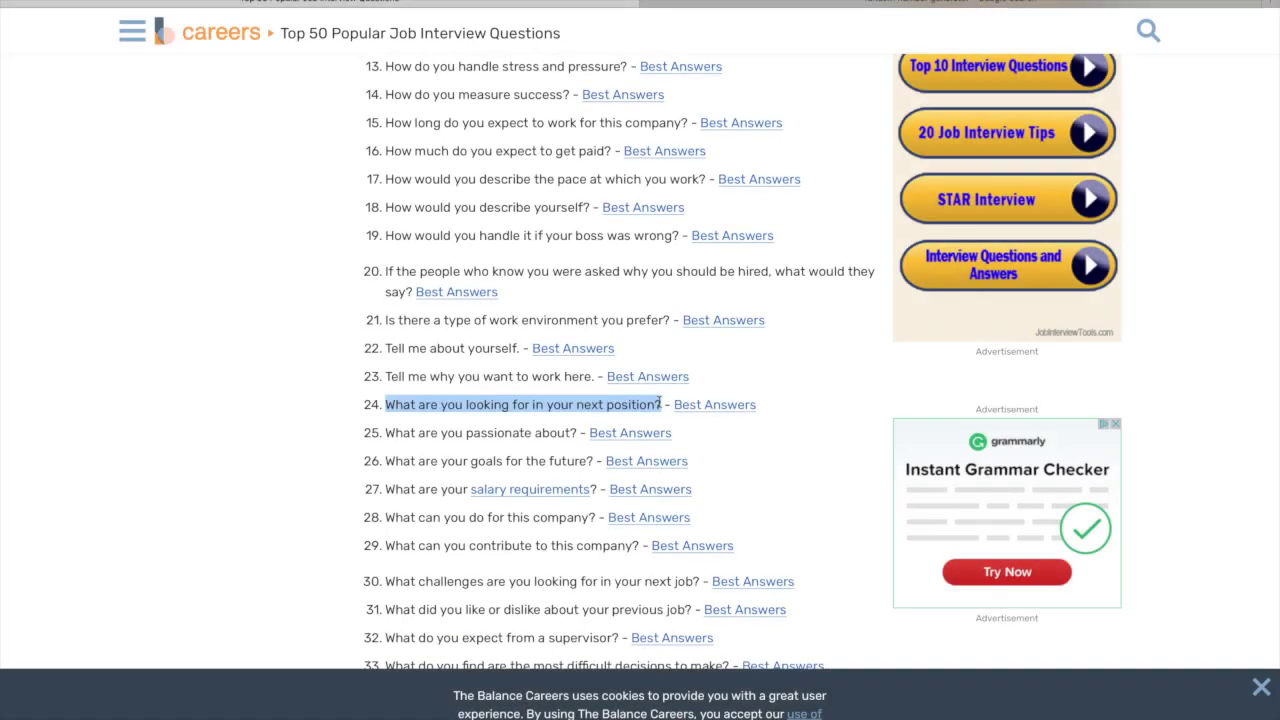 careers ▸ Top 50 Popular Job Interview Questions
13. How do you handle stress and pressure? - Best Answers
14. How do you measure success? - Best Answers
15. How long do you expect to work for this company? - Best Answers
16. How much do you expect to get paid? - Best Answers
17. How would you describe the pace at which you work? - Best Answers
18. How would you describe yourself? - Best Answers
19. How would you handle it if your boss was wrong? - Best Answers
20. If the people who know you were asked why you should be hired, what would they
say? Best Answers
21. Is there a type of work environment you prefer? - Best Answers
22. Tell me about yourself. - Best Answers
23. Tell me why you want to work here. - Best Answers
24. What are you looking for in your next position? - Best Answers
25. What are you passionate about? - Best Answers
26. What are your goals for the future? - Best Answers
27. What are your salary requirements? - Best Answers
28. What can you do for this company? - Best Answers
29. What can you contribute to this company? - Best Answers
30. What challenges are you looking for in your next job? - Best Answers
31. What did you like or dislike about your previous job? - Best Answers
32. What do you expect from a supervisor? - Best Answers
33. What do you find are the most difficult decisions to make? - Best Answers
Top 10 Interview Questions
20 Job Interview Tips
STAR Interview
Interview Questions and
Answers
JobInterviewTools.com
Advertisement
Advertisement
grammarly
Instant Grammar Checker
Try Now
Advertisement
The Balance Careers uses cookies to provide you with a great user
experience. By using The Balance Careers, you accept our use of